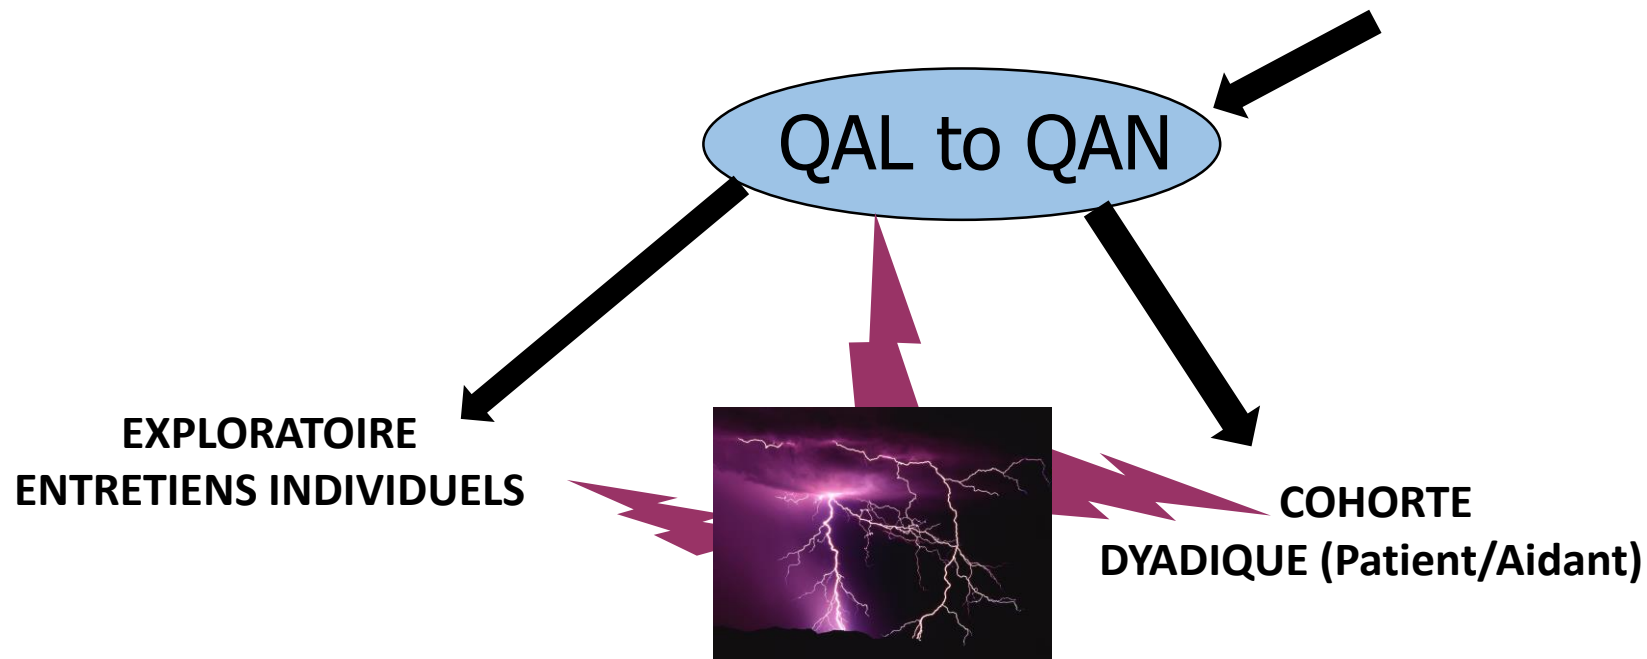 QAL to QAN
EXPLORATOIRE
ENTRETIENS INDIVIDUELS
COHORTE
DYADIQUE (Patient/Aidant)